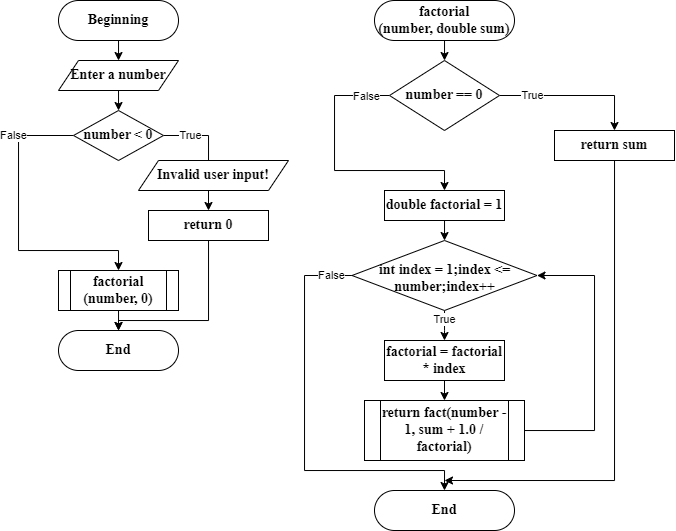 Beginning
Enter a number
number < 0
False
True
Invalid user input!
return 0
factorial
(number, 0)
End
factorial
(number, double sum)
number == 0
False
True
return sum
double factorial = 1
int index = 1;index <=
number;index++
False
True
factorial = factorial
* index
return fact(number -
1, sum + 1.0 /
factorial)
End